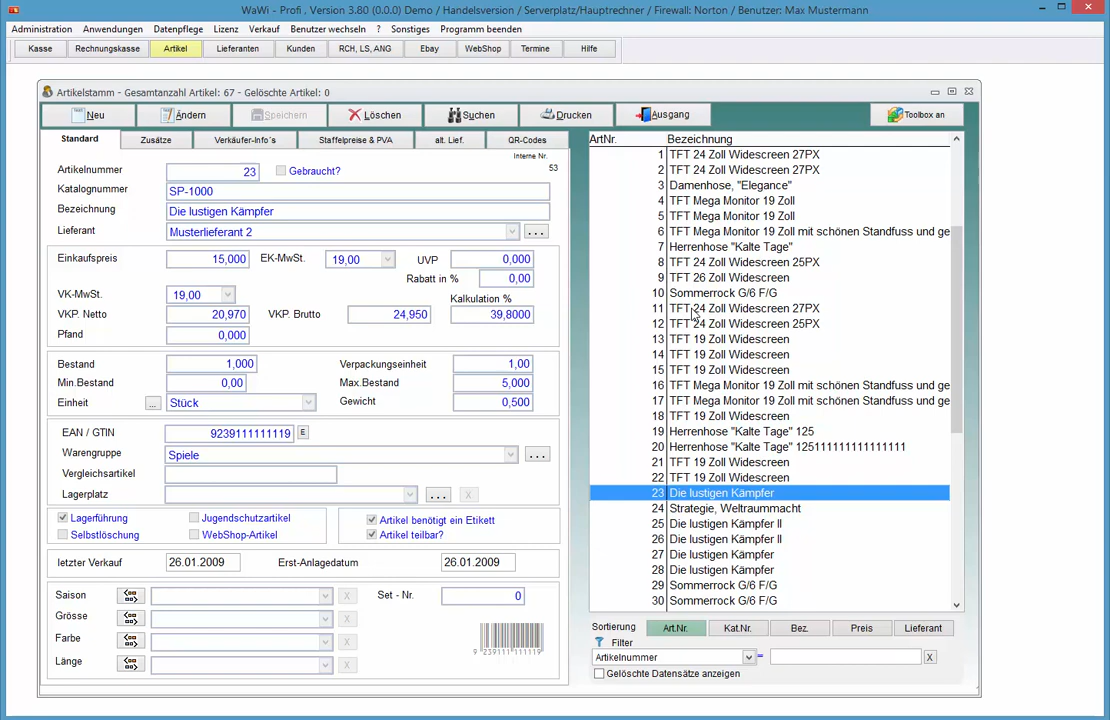 WaWi - Profi , Version 3.80 (0.0.0) Demo / Handelsversion / Serverplatz/Hauptrechner / Firewall: Norton / Benutzer: Max Mustermann
Administration Anwendungen Datenpflege Lizenz Verkauf Benutzer wechseln ? Sonstiges Programm beenden
Kasse Rechnungskasse Artikel Lieferanten Kunden RCH, LS, ANG Ebay WebShop Termine Hilfe
Artikelstamm - Gesamtanzahl Artikel: 67 - Gelöschte Artikel: 0
Neu Ändern Speichern Löschen Suchen Drucken Ausgang Toolbox an
Standard Zusätze Verkäufer-Info´s Staffelpreise & PVA alt. Lief. QR-Codes
Interne Nr.
53
Artikelnummer 23 Gebraucht?
Katalognummer SP-1000
Bezeichnung Die lustigen Kämpfer
Lieferant Musterlieferant 2 ...
Einkaufspreis 15,000 EK-MwSt. 19,00 UVP 0,000
Rabatt in % 0,00
VK-MwSt. 19,00 Kalkulation %
VKP. Netto 20,970 VKP. Brutto 24,950 39,8000
Pfand 0,000
Bestand 1,000 Verpackungseinheit 1,00
Min.Bestand 0,00 Max.Bestand 5,000
Einheit ... Stück Gewicht 0,500
EAN / GTIN 9239111111119 E
Warengruppe Spiele ...
Vergleichsartikel
Lagerplatz ... X
Lagerführung Jugendschutzartikel Artikel benötigt ein Etikett
Selbstlöschung WebShop-Artikel Artikel teilbar?
letzter Verkauf 26.01.2009 Erst-Anlagedatum 26.01.2009
Saison X Set - Nr. 0
Grösse X
Farbe X
Länge X
9 239111 111119
ArtNr. Bezeichnung
1 TFT 24 Zoll Widescreen 27PX
2 TFT 24 Zoll Widescreen 27PX
3 Damenhose, "Elegance"
4 TFT Mega Monitor 19 Zoll
5 TFT Mega Monitor 19 Zoll
6 TFT Mega Monitor 19 Zoll mit schönen Standfuss und ge
7 Herrenhose "Kalte Tage"
8 TFT 24 Zoll Widescreen 25PX
9 TFT 26 Zoll Widescreen
10 Sommerrock G/6 F/G
11 TFT 24 Zoll Widescreen 27PX
12 TFT 24 Zoll Widescreen 25PX
13 TFT 19 Zoll Widescreen
14 TFT 19 Zoll Widescreen
15 TFT 19 Zoll Widescreen
16 TFT Mega Monitor 19 Zoll mit schönen Standfuss und ge
17 TFT Mega Monitor 19 Zoll mit schönen Standfuss und ge
18 TFT 19 Zoll Widescreen
19 Herrenhose "Kalte Tage" 125
20 Herrenhose "Kalte Tage" 125111111111111111
21 TFT 19 Zoll Widescreen
22 TFT 19 Zoll Widescreen
23 Die lustigen Kämpfer
24 Strategie, Weltraummacht
25 Die lustigen Kämpfer II
26 Die lustigen Kämpfer II
27 Die lustigen Kämpfer
28 Die lustigen Kämpfer
29 Sommerrock G/6 F/G
30 Sommerrock G/6 F/G
Sortierung Art.Nr. Kat.Nr. Bez. Preis Lieferant
Filter
Artikelnummer = X
Gelöschte Datensätze anzeigen